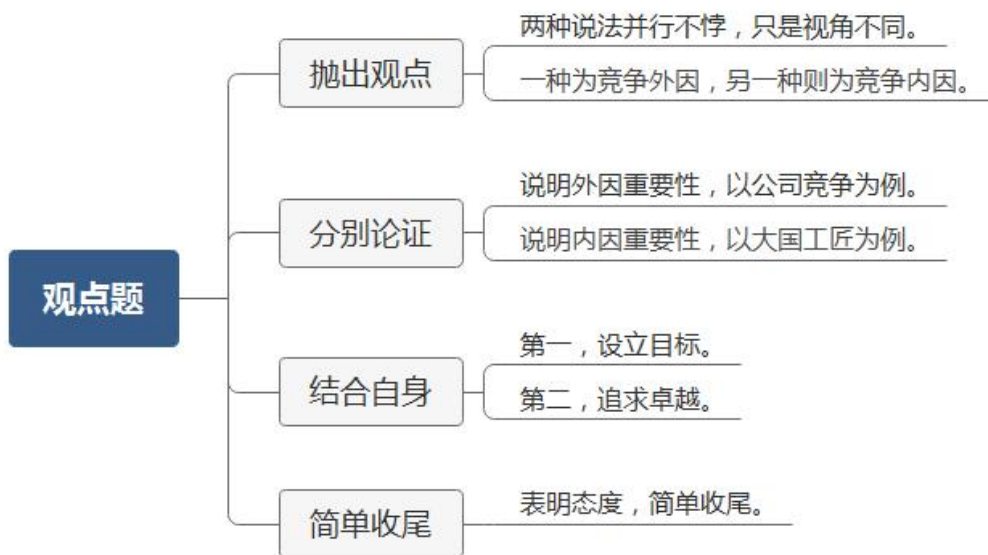 观点题
抛出观点
两种说法并行不悖，只是视角不同。
一种为竞争外因，另一种则为竞争内因。
分别论证
说明外因重要性，以公司竞争为例。
说明内因重要性，以大国工匠为例。
结合自身
第一，设立目标。
第二，追求卓越。
简单收尾
表明态度，简单收尾。